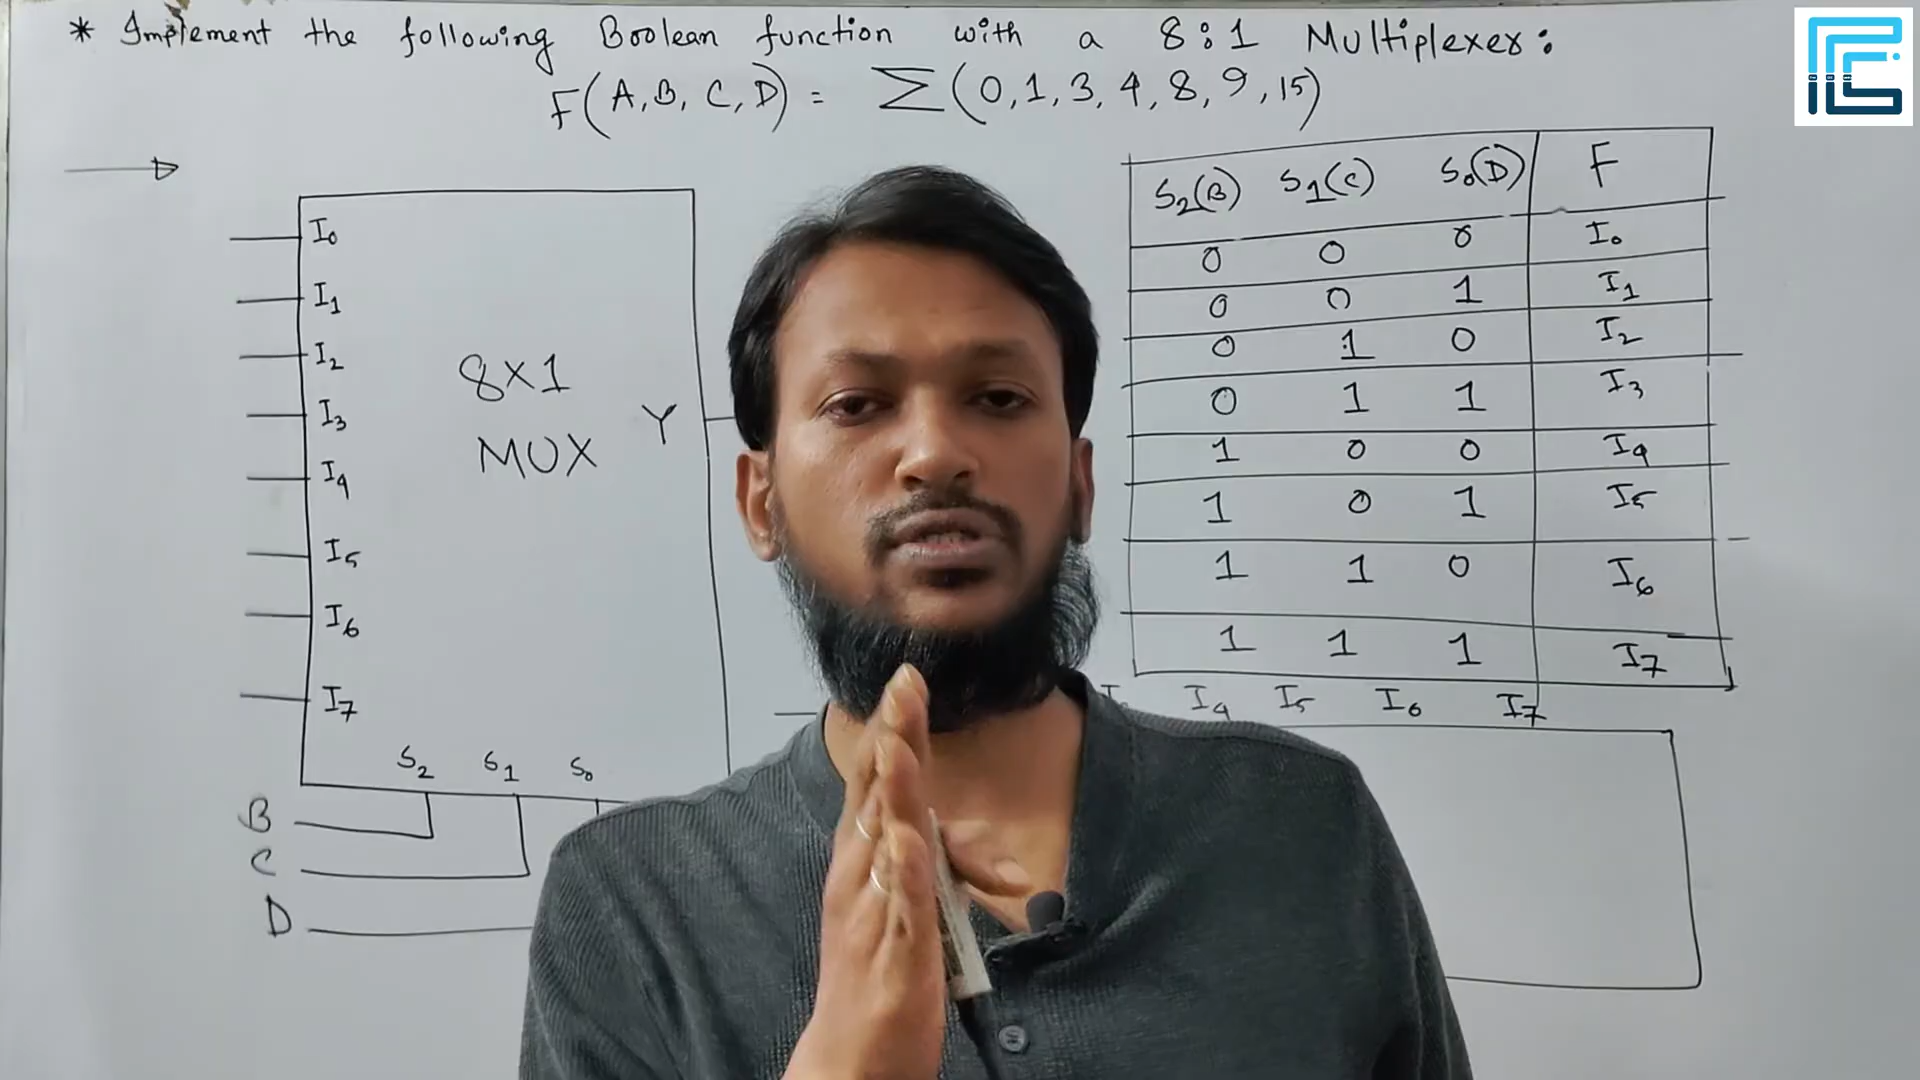 * Implement the following Boolean function with a 8:1 Multiplexer:
F(A,B,C,D) = Σ(0,1,3,4,8,9,15)
I0
I1
I2
I3
I4
I5
I6
I7
8×1
MUX
Y
S2 S1 S0
B
C
D
S2(B) S1(C) S0(D) F
0 0 0 I0
0 0 1 I1
0 1 0 I2
0 1 1 I3
1 0 0 I4
1 0 1 I5
1 1 0 I6
1 1 1 I7
I4 I5 I6 I7